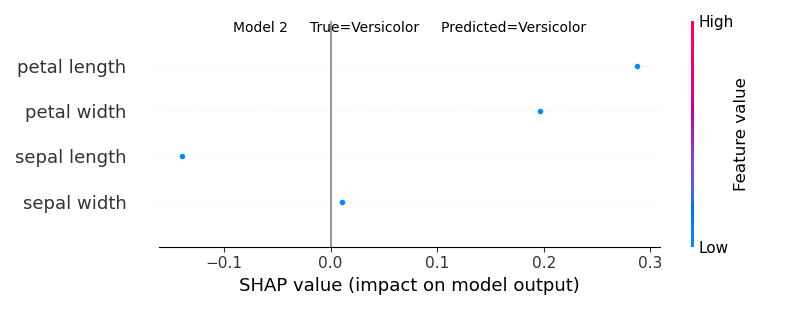 Model 2 True=Versicolor Predicted=Versicolor
High
petal length
petal width
sepal length
sepal width
Feature value
Low
−0.1 0.0 0.1 0.2 0.3
SHAP value (impact on model output)